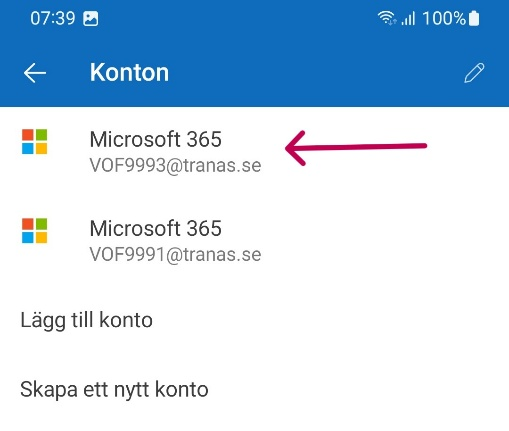 07:39 100%
Konton
Microsoft 365
VOF9993@tranas.se
Microsoft 365
VOF9991@tranas.se
Lägg till konto
Skapa ett nytt konto